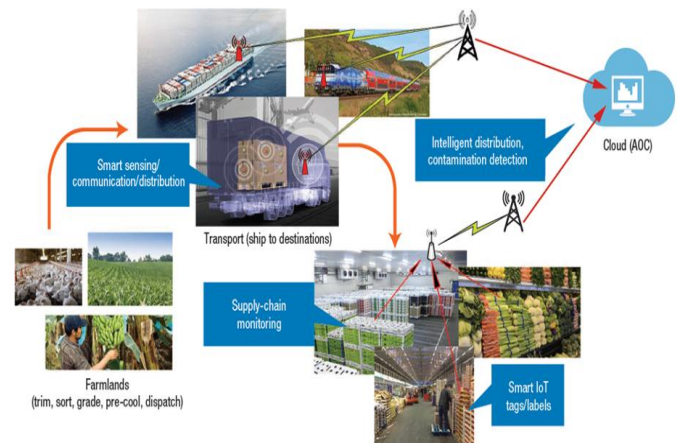 Smart sensing/
communication/distribution
Transport (ship to destinations)
Intelligent distribution,
contamination detection
Cloud (AOC)
Supply-chain
monitoring
Farmlands
(trim, sort, grade, pre-cool, dispatch)
Smart IoT
tags/labels